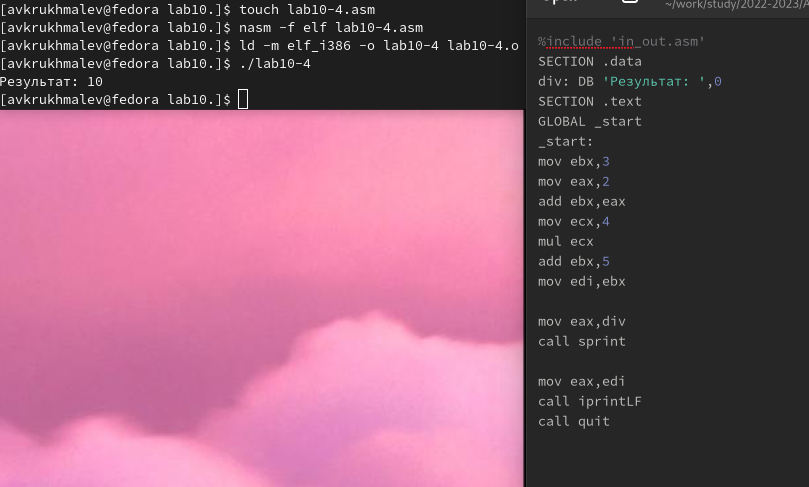 [avkrukhmalev@fedora lab10.]$ touch lab10-4.asm
[avkrukhmalev@fedora lab10.]$ nasm -f elf lab10-4.asm
[avkrukhmalev@fedora lab10.]$ ld -m elf_i386 -o lab10-4 lab10-4.o
[avkrukhmalev@fedora lab10.]$ ./lab10-4
Результат: 10
[avkrukhmalev@fedora lab10.]$
~/work/study/2022-2023/
%include 'in_out.asm'
SECTION .data
div: DB 'Результат: ',0
SECTION .text
GLOBAL _start
_start:
mov ebx,3
mov eax,2
add ebx,eax
mov ecx,4
mul ecx
add ebx,5
mov edi,ebx
mov eax,div
call sprint
mov eax,edi
call iprintLF
call quit